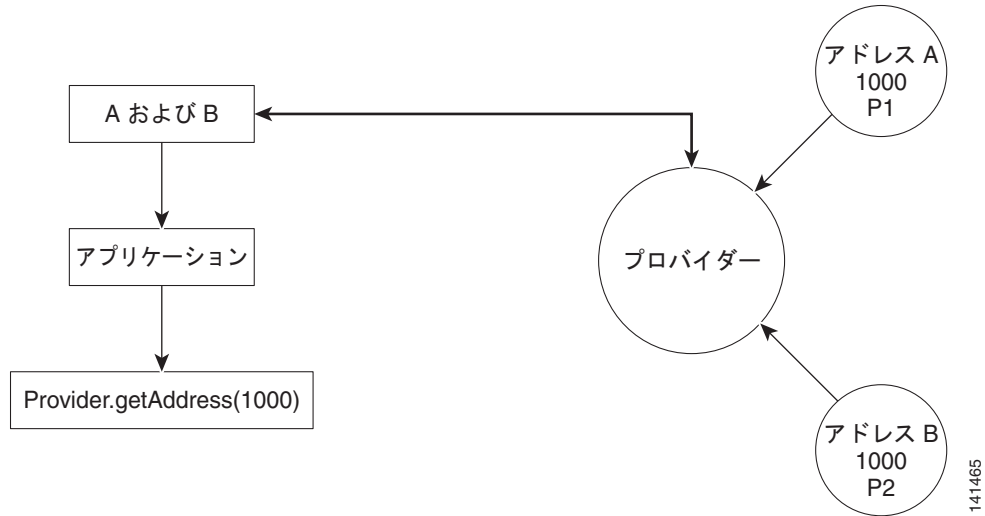 アドレス A
1000
P1
A および B
アプリケーション
プロバイダー
Provider.getAddress(1000)
アドレス B
1000
P2
141465